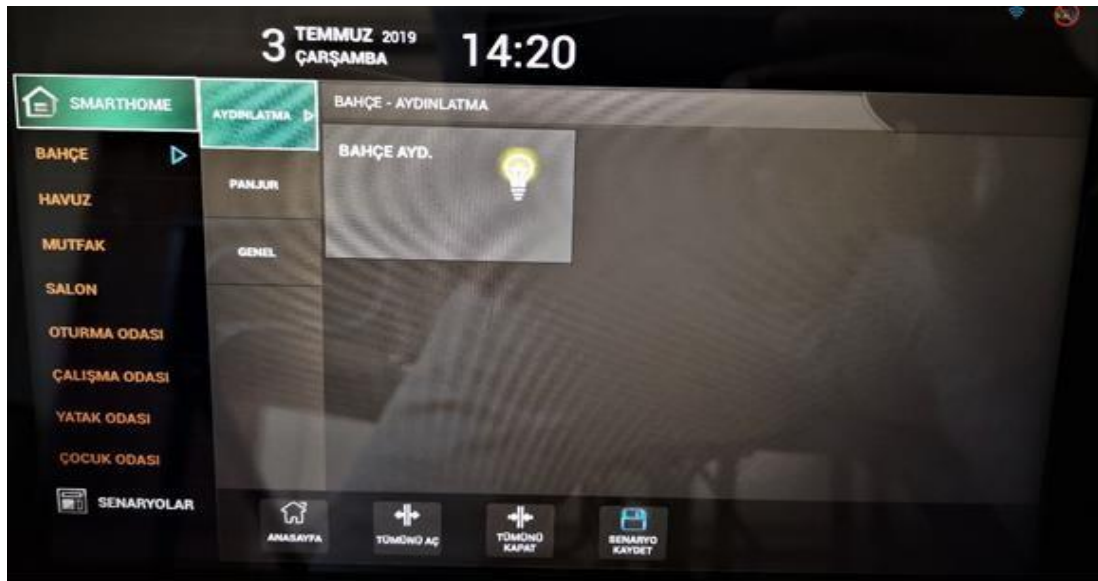 3 TEMMUZ 2019
ÇARŞAMBA
14:20
SMARTHOME
BAHÇE
HAVUZ
MUTFAK
SALON
OTURMA ODASI
ÇALIŞMA ODASI
YATAK ODASI
ÇOCUK ODASI
SENARYOLAR
AYDINLATMA
PANJUR
GENEL
BAHÇE - AYDINLATMA
BAHÇE AYD.
ANASAYFA
TÜMÜNÜ AÇ
TÜMÜNÜ
KAPAT
SENARYO
KAYDET